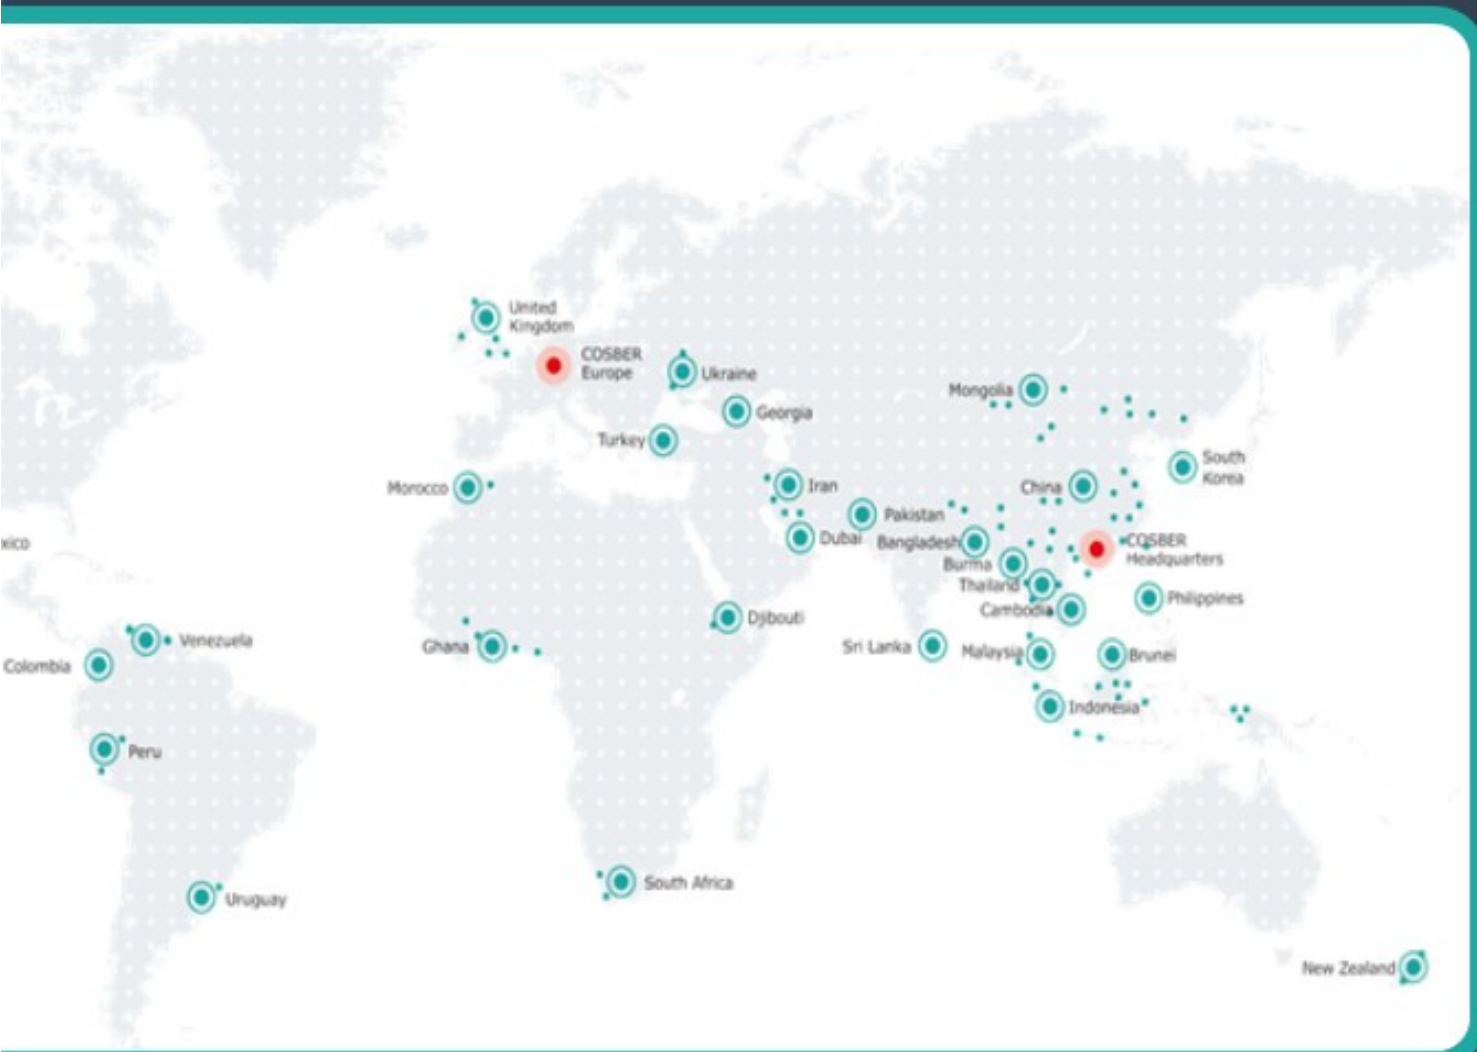 United
Kingdom
COSBER
Europe
Ukraine
Mongolia
Georgia
Turkey
South
Korea
Morocco
Iran
China
Pakistan
xico
Dubai
Bangladesh
COSBER
Headquarters
Burma
Thailand
Philippines
Cambodia
Djibouti
Venezuela
Ghana
Sri Lanka
Malaysia
Brunei
Colombia
Indonesia
Peru
South Africa
Uruguay
New Zealand